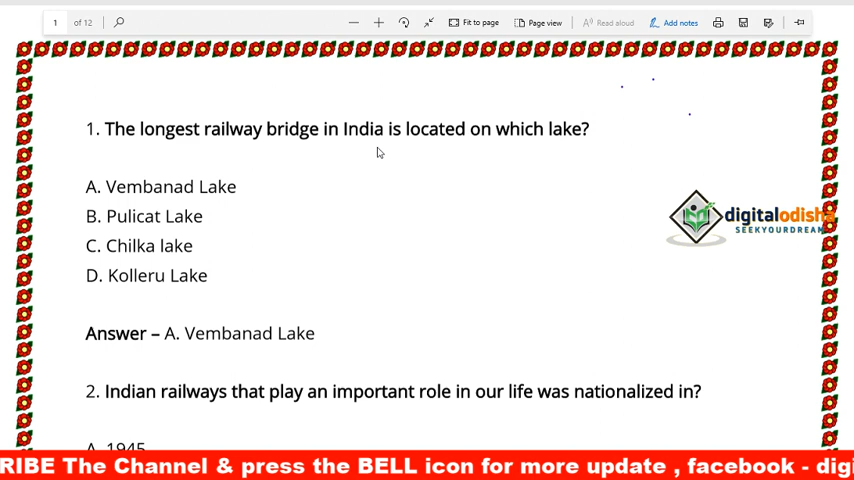 1 of 12 Fit to page Page view Read aloud Add notes
1. The longest railway bridge in India is located on which lake?
A. Vembanad Lake
B. Pulicat Lake
C. Chilka lake
D. Kolleru Lake
digitalodisha
SEEKYOURDREAM
Answer – A. Vembanad Lake
2. Indian railways that play an important role in our life was nationalized in?
A. 1945
RIBE The Channel & press the BELL icon for more update , facebook - digi